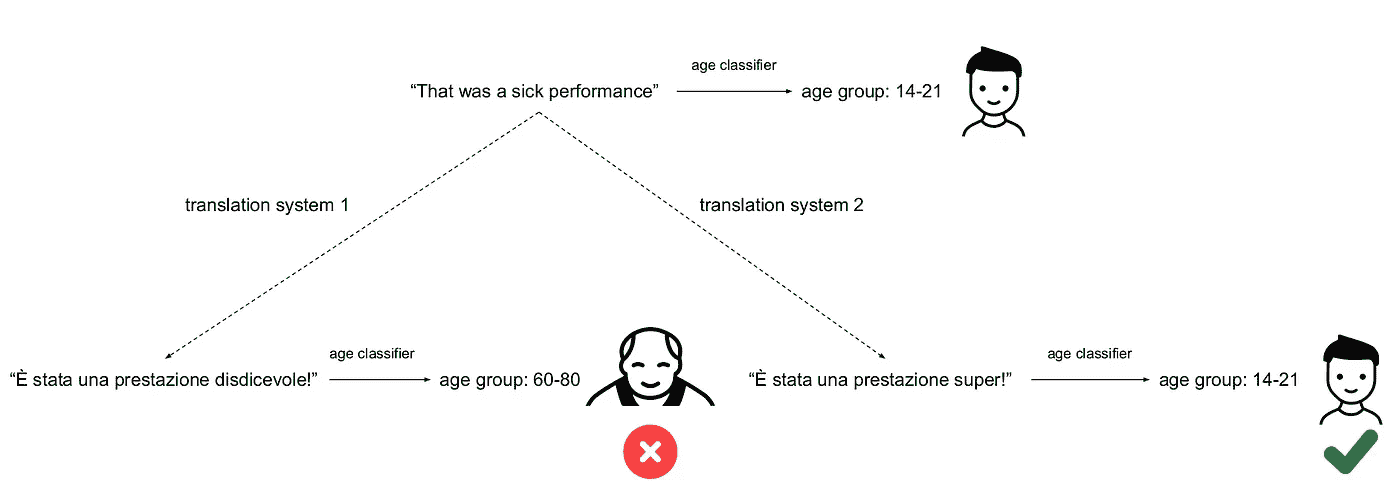 age classifier
“That was a sick performance”
age group: 14-21
translation system 1
translation system 2
age classifier
“È stata una prestazione disdicevole!”
age group: 60-80
age classifier
“È stata una prestazione super!”
age group: 14-21